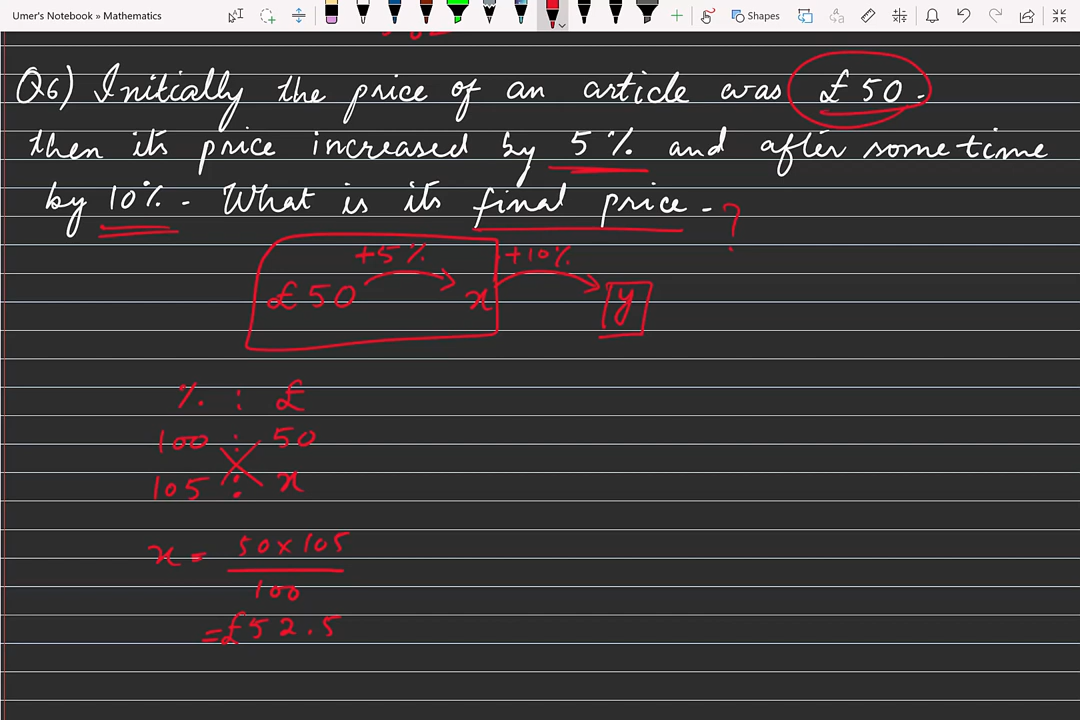 Umer's Notebook » Mathematics
Shapes
Q6) Initially the price of an article was £50.
then its price increased by 5% and after some time
by 10%. What is its final price. ?
+5% +10%
£50 x y
% : £
100 : 50
105 : x
x = 50×105
100
= £52.5